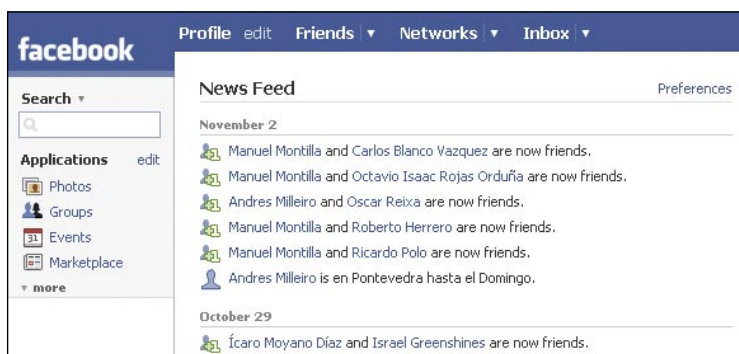 facebook
Profile edit Friends ▼ Networks ▼ Inbox ▼
Search ▼
Applications edit
Photos
Groups
31 Events
Marketplace
▼ more
News Feed Preferences
November 2
Manuel Montilla and Carlos Blanco Vazquez are now friends.
Manuel Montilla and Octavio Isaac Rojas Orduña are now friends.
Andres Milleiro and Oscar Reixa are now friends.
Manuel Montilla and Roberto Herrero are now friends.
Manuel Montilla and Ricardo Polo are now friends.
Andres Milleiro is en Pontevedra hasta el Domingo.
October 29
Ícaro Moyano Díaz and Israel Greenshines are now friends.